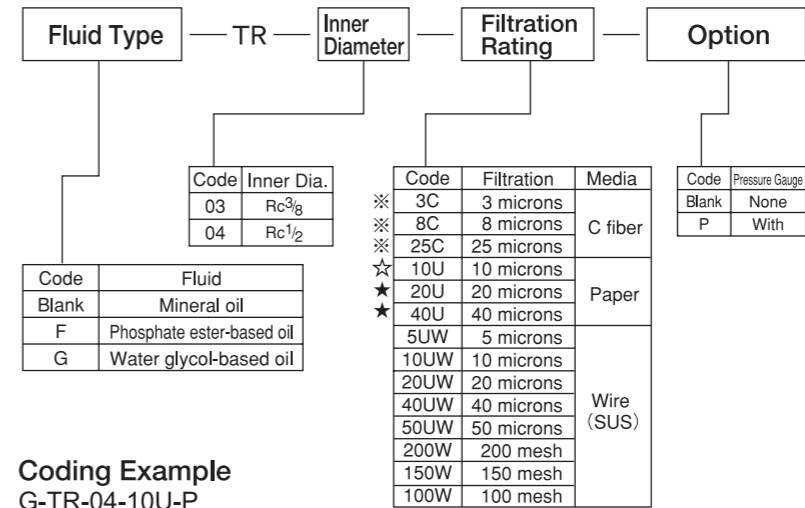 Fluid Type — TR — Inner Diameter — Filtration Rating — Option
Code Inner Dia.
03 Rc3/8
04 Rc1/2
Code Fluid
Blank Mineral oil
F Phosphate ester-based oil
G Water glycol-based oil
Code Filtration Media
※ 3C 3 microns C fiber
※ 8C 8 microns
※ 25C 25 microns
☆ 10U 10 microns Paper
★ 20U 20 microns
★ 40U 40 microns
5UW 5 microns Wire (SUS)
10UW 10 microns
20UW 20 microns
40UW 40 microns
50UW 50 microns
200W 200 mesh
150W 150 mesh
100W 100 mesh
Code Pressure Gauge
Blank None
P With
Coding Example
G-TR-04-10U-P